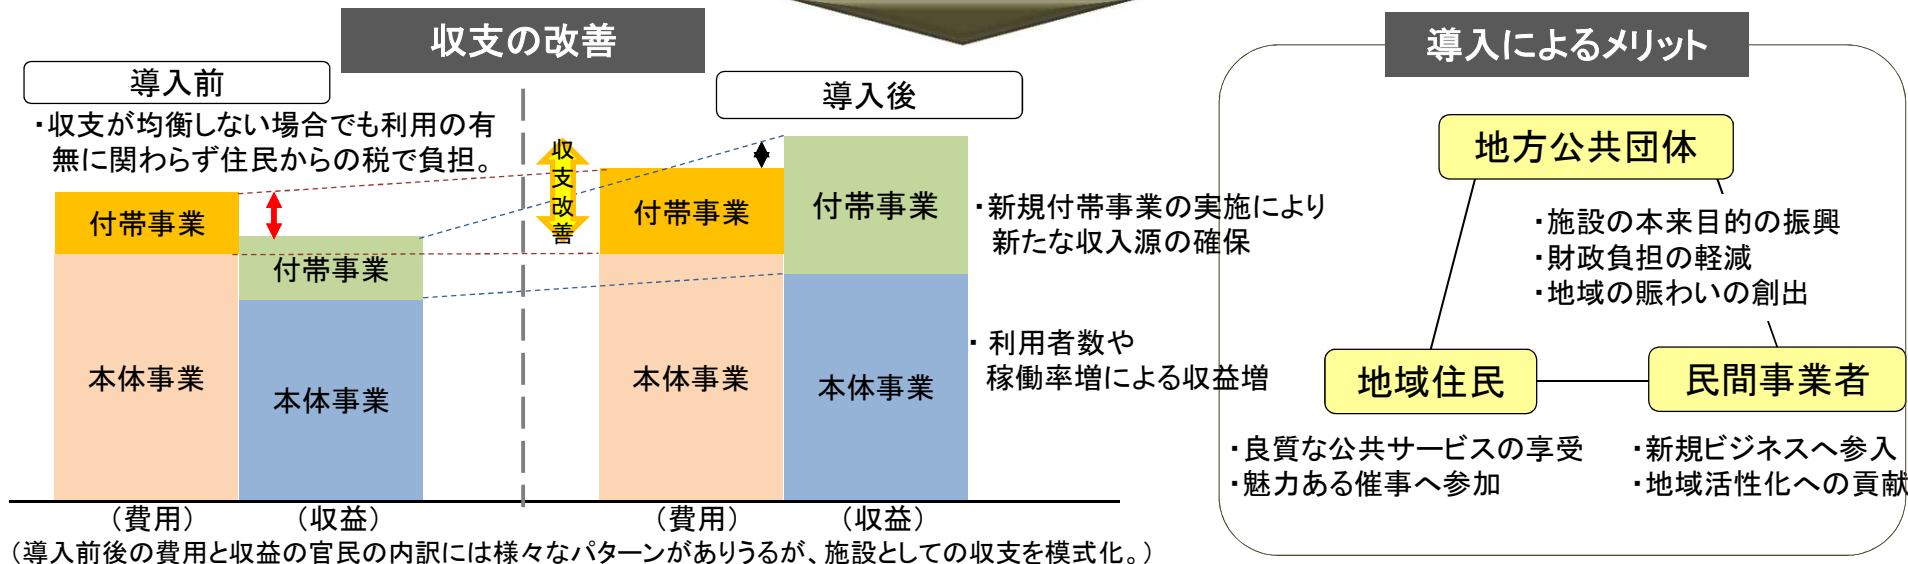 収支の改善
導入前
・収支が均衡しない場合でも利用の有
無に関わらず住民からの税で負担。
付帯事業
付帯事業
本体事業
本体事業
（費用）
（収益）
収支改善
導入後
付帯事業
付帯事業
本体事業
本体事業
（費用）
（収益）
・新規付帯事業の実施により
新たな収入源の確保
・ 利用者数や
稼働率増による収益増
（導入前後の費用と収益の官民の内訳には様々なパターンがありうるが、施設としての収支を模式化。）
導入によるメリット
地方公共団体
・施設の本来目的の振興
・財政負担の軽減
・地域の賑わいの創出
地域住民
・良質な公共サービスの享受
・魅力ある催事へ参加
民間事業者
・新規ビジネスへ参入
・地域活性化への貢献